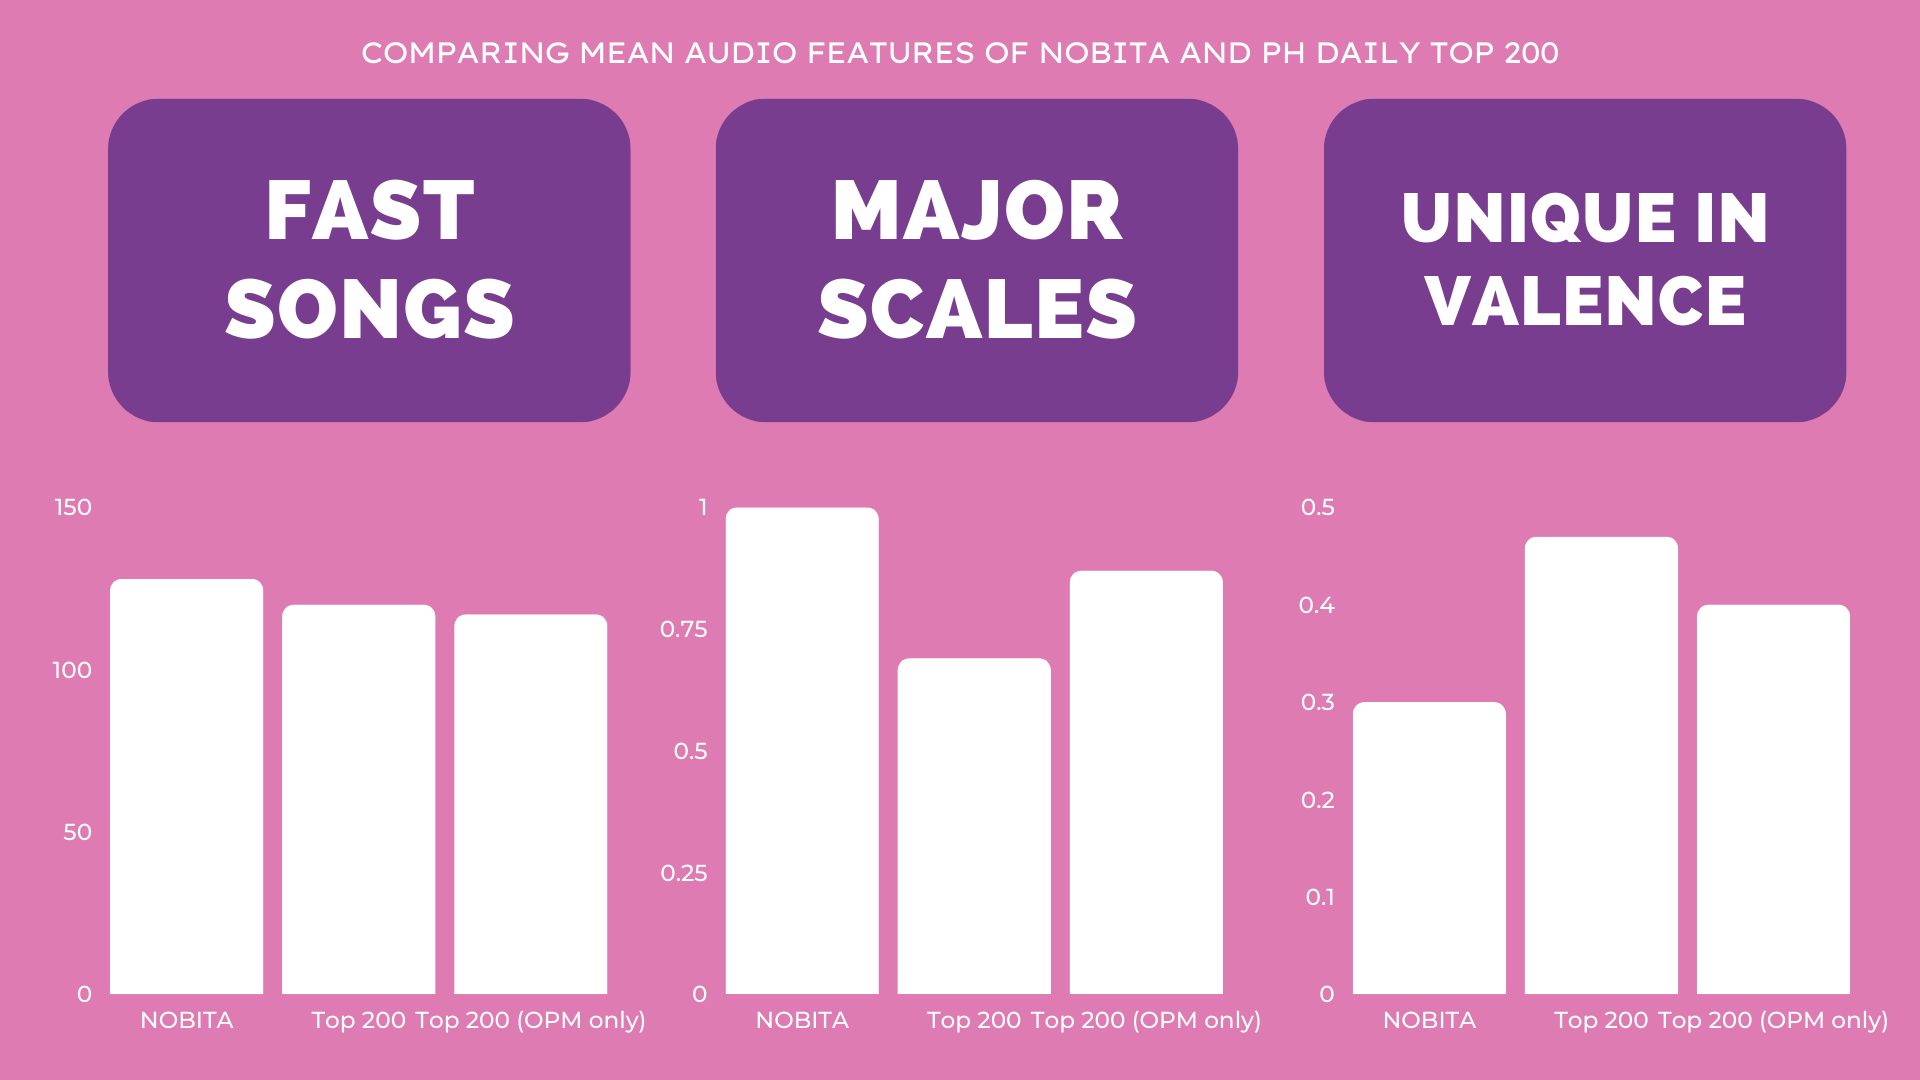 COMPARING MEAN AUDIO FEATURES OF NOBITA AND PH DAILY TOP 200
FAST
SONGS
MAJOR
SCALES
UNIQUE IN
VALENCE
150
100
50
0
NOBITA
Top 200
Top 200 (OPM only)
1
0.75
0.5
0.25
0
NOBITA
Top 200
Top 200 (OPM only)
0.5
0.4
0.3
0.2
0.1
0
NOBITA
Top 200
Top 200 (OPM only)